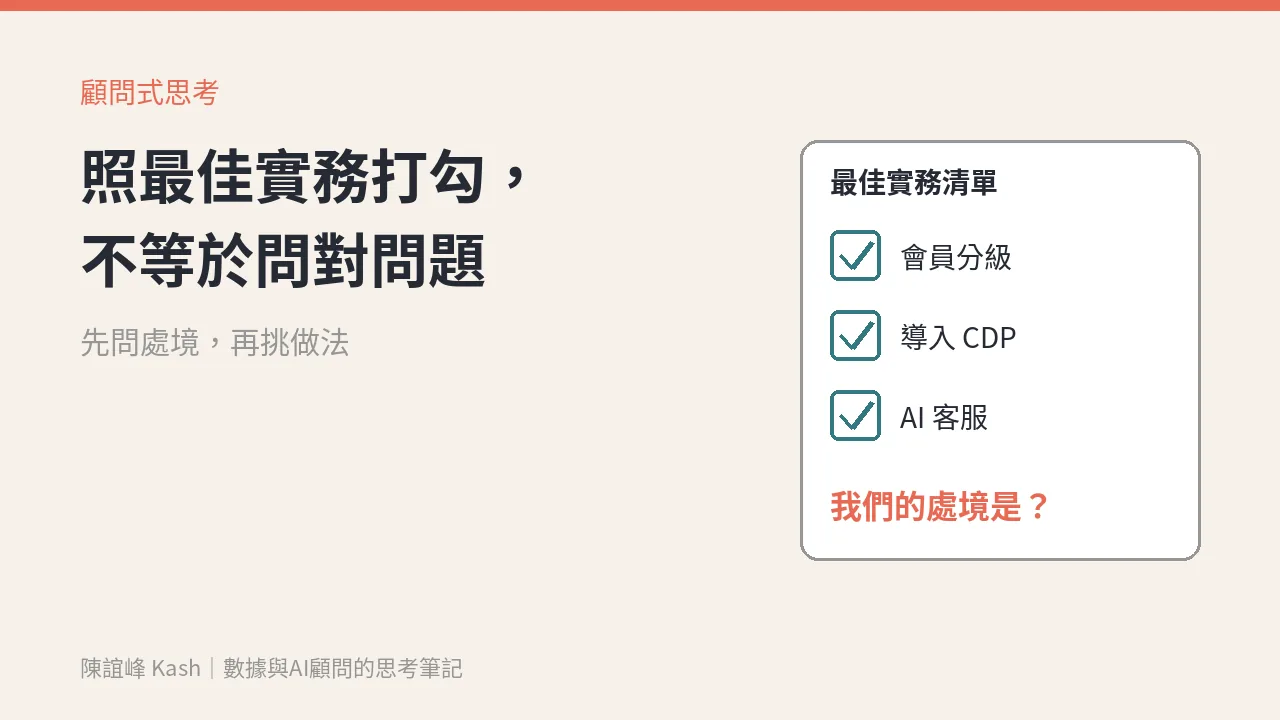 顧問式思考
照最佳實務打勾，
不等於問對問題
先問處境，再挑做法
最佳實務清單
會員分級
導入 CDP
AI 客服
我們的處境是？
陳誼峰 Kash｜數據與AI顧問的思考筆記